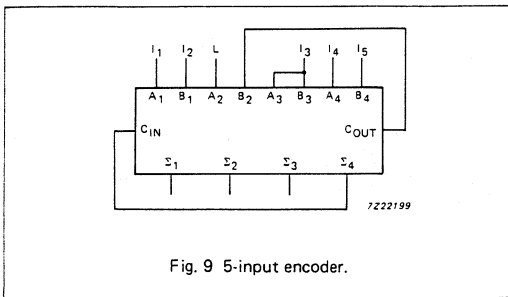 I1 I2 L I3 I4 I5
A1 B1 A2 B2 A3 B3 A4 B4
CIN COUT
Σ1 Σ2 Σ3 Σ4
7Z22199
Fig. 9 5-input encoder.